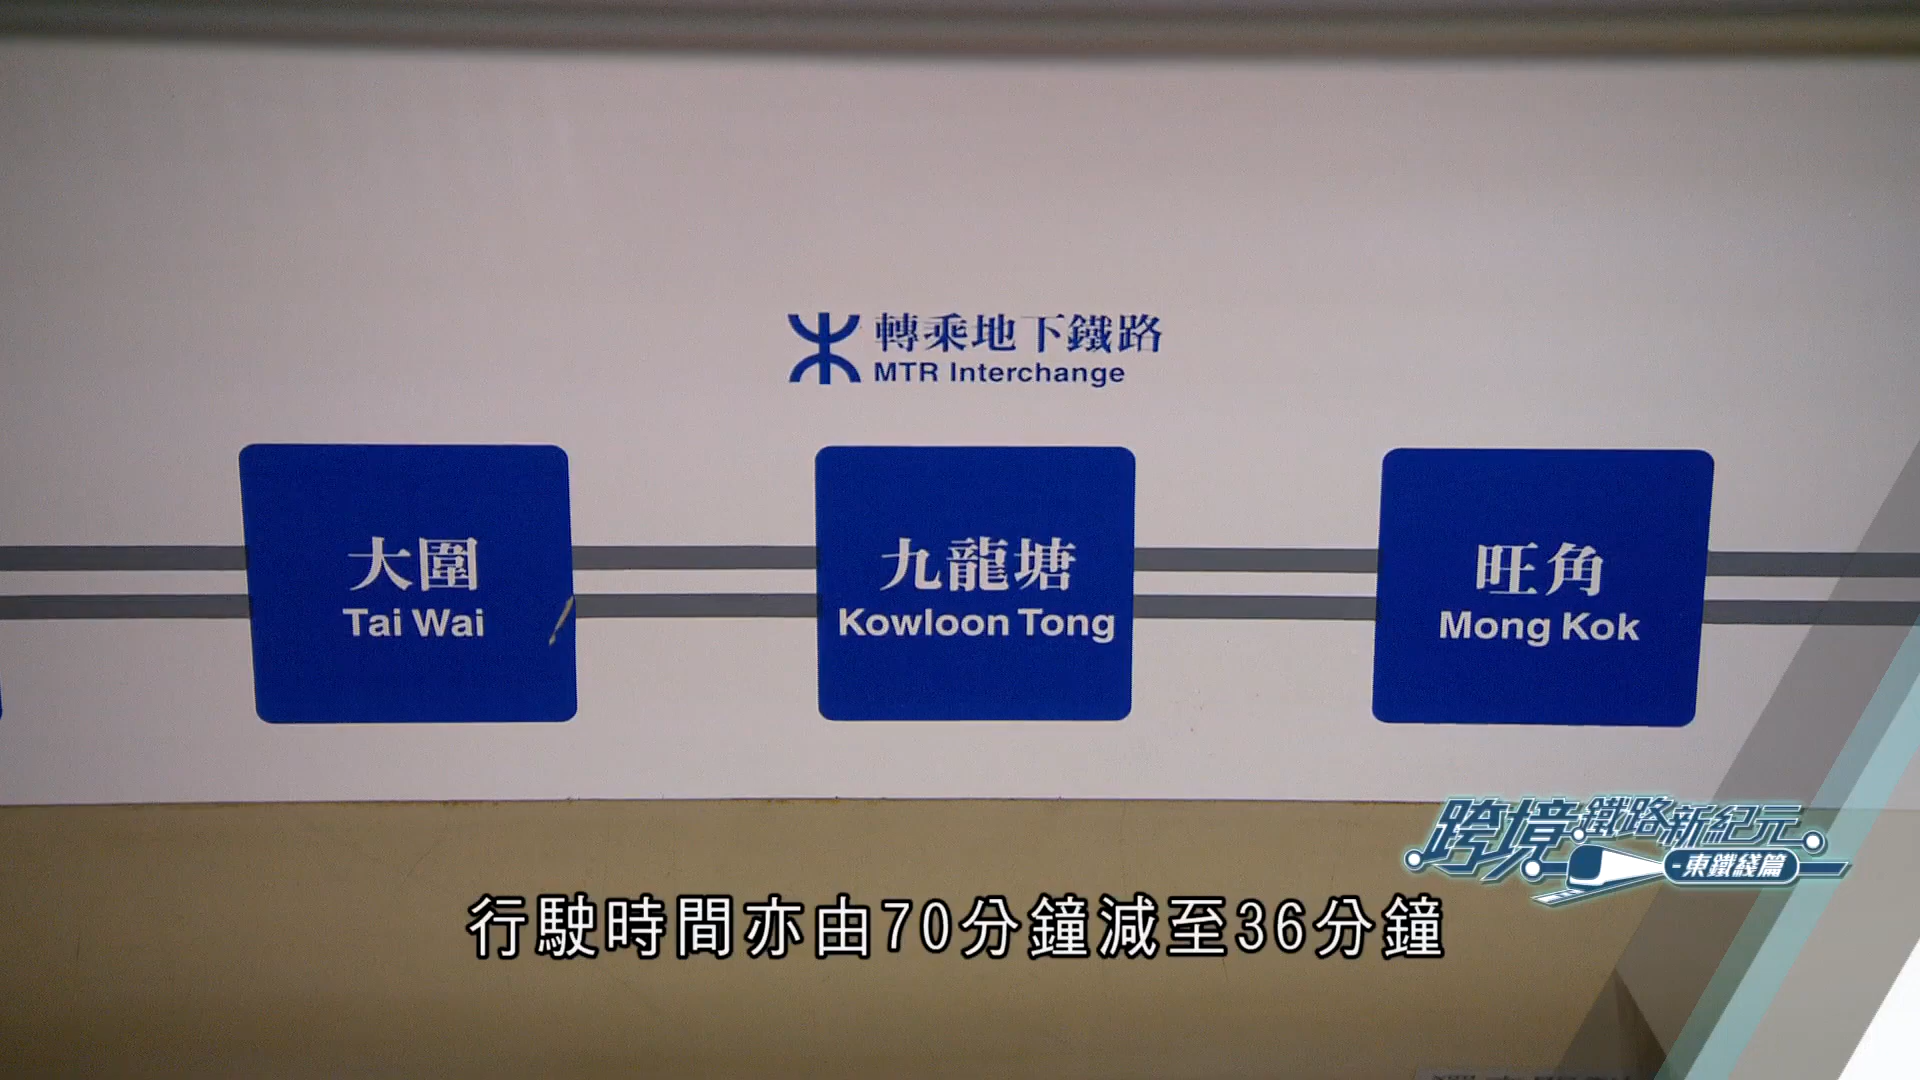 轉乘地下鐵路
MTR Interchange
大圍
Tai Wai
九龍塘
Kowloon Tong
旺角
Mong Kok
跨境鐵路新紀元
-東鐵綫篇
行駛時間亦由70分鐘減至36分鐘